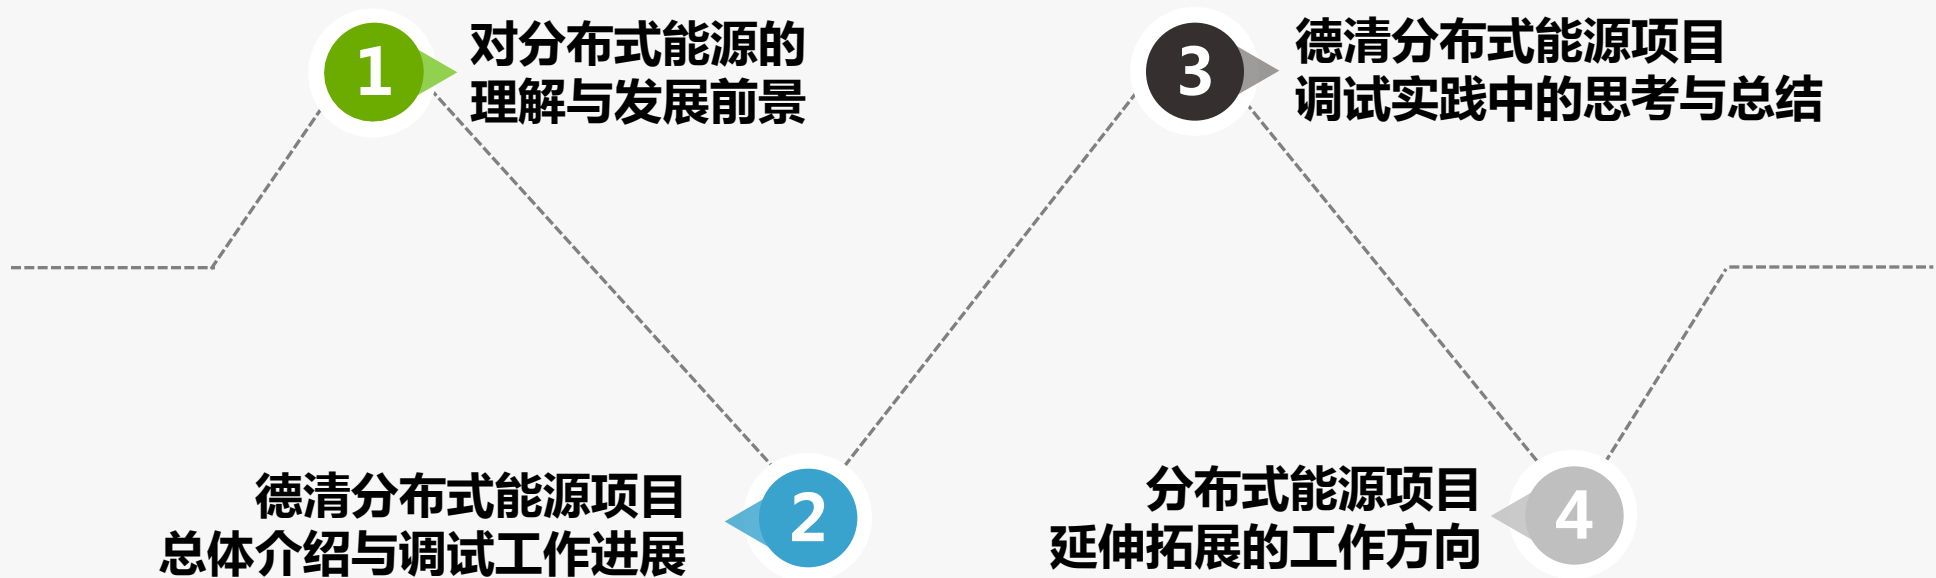 1
对分布式能源的
理解与发展前景
2
德清分布式能源项目
总体介绍与调试工作进展
3
德清分布式能源项目
调试实践中的思考与总结
4
分布式能源项目
延伸拓展的工作方向